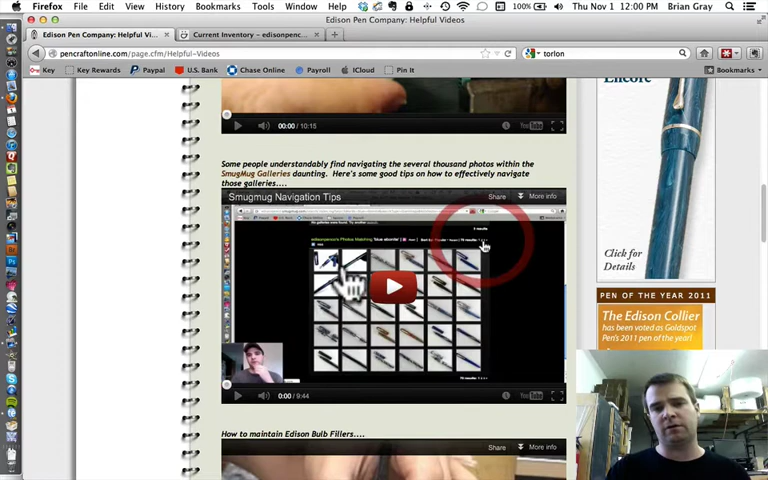 Firefox File Edit View History Bookmarks Tools Window Help 100% Thu Nov 1 12:00 PM Brian Gray
Edison Pen Company: Helpful Videos
Edison Pen Company: Helpful Vi... Current Inventory – edisonpenc...
pencraftonline.com/page.cfm/Helpful-Videos torlon
Key Key Rewards Paypal U.S. Bank Chase Online Payroll ICloud Pin It Bookmarks
Encore
00:00 / 10:15 YouTube
Some people understandably find navigating the several thousand photos within the
SmugMug Galleries daunting. Here's some good tips on how to effectively navigate
those galleries....
Smugmug Navigation Tips Share More info
0:00 / 9:44 YouTube
Click for
Details
PEN OF THE YEAR 2011
The Edison Collier
has been voted as Goldspot
Pen's 2011 pen of the year!
How to maintain Edison Bulb Fillers....
Share More info